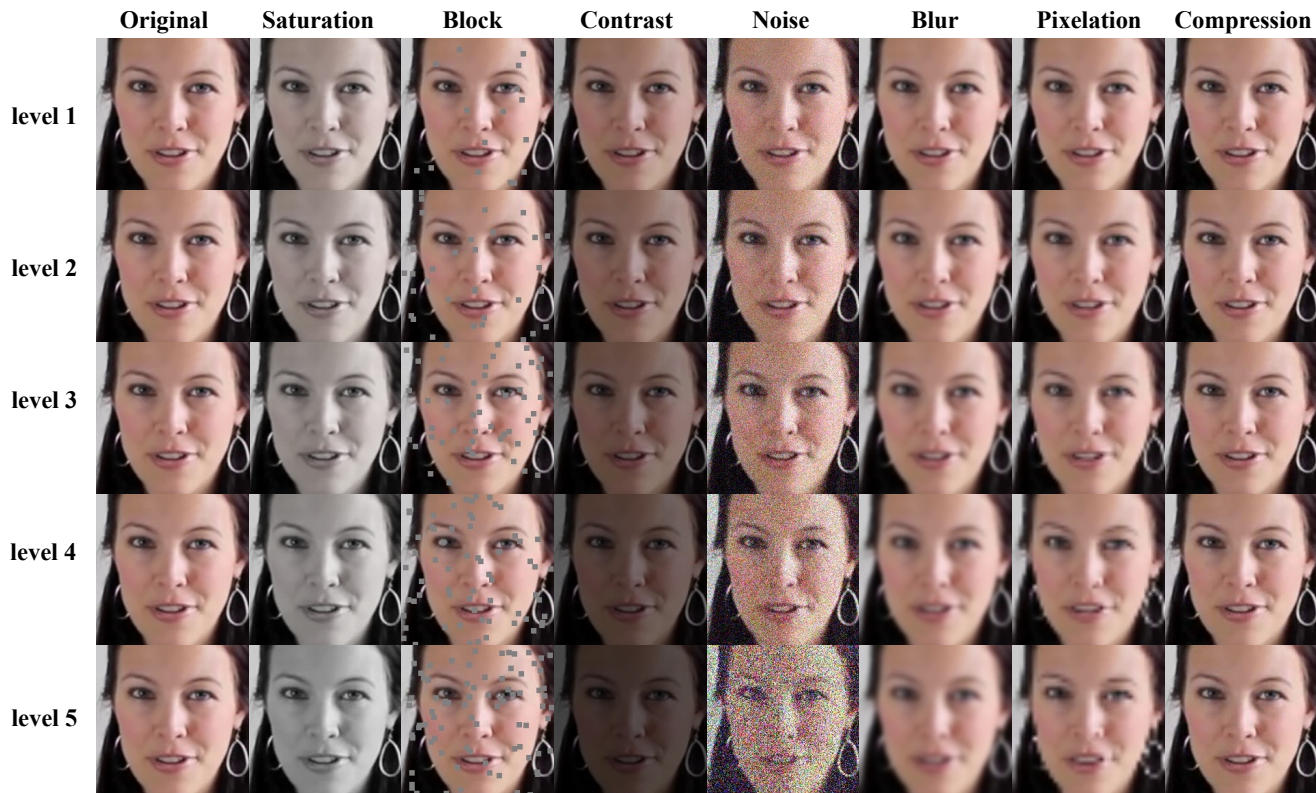 Original Saturation Block Contrast Noise Blur Pixelation Compression
level 1
level 2
level 3
level 4
level 5